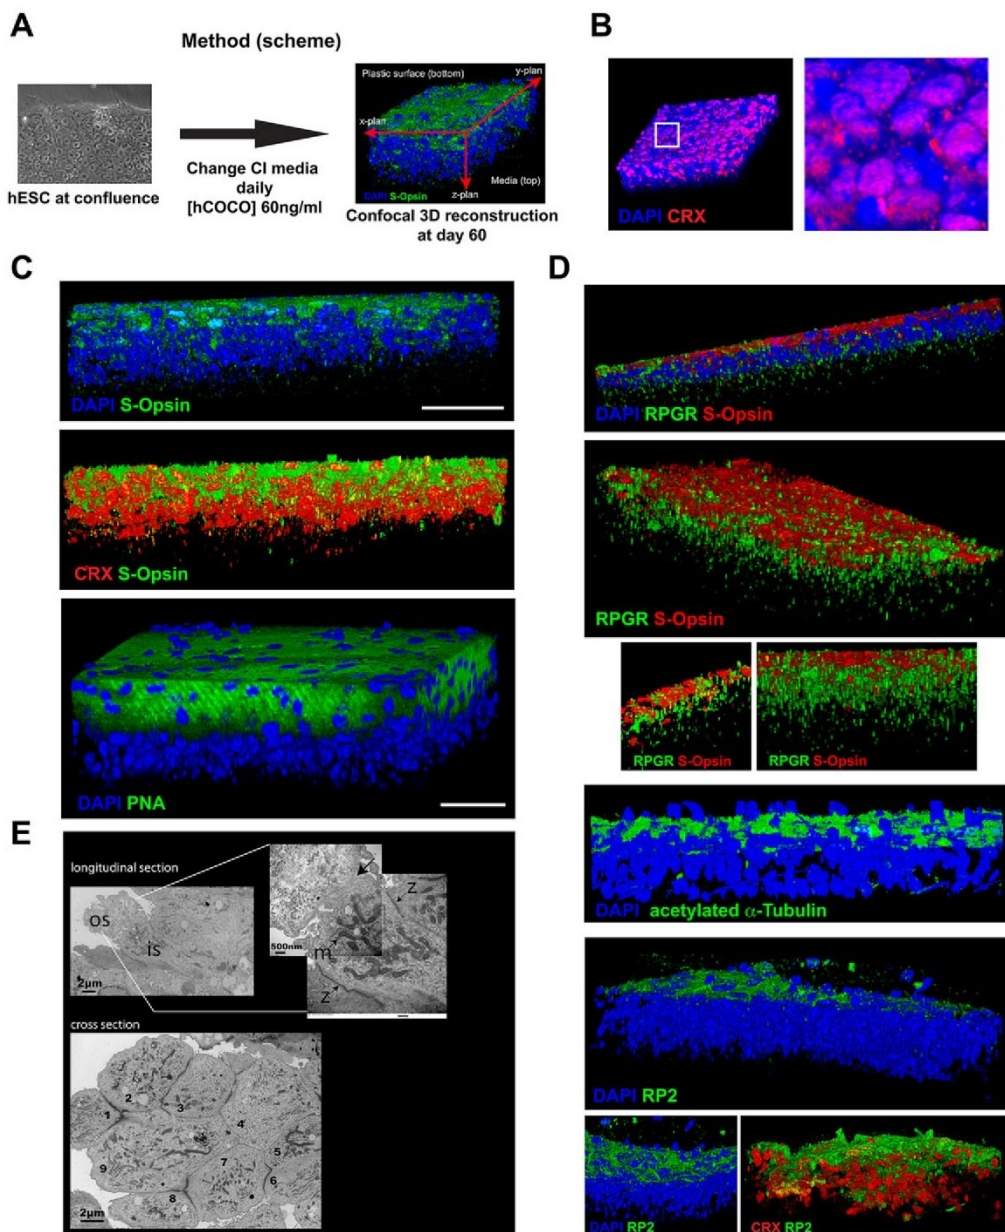 A
Method (scheme)
hESC at confluence
Change CI media
daily
[hCOCO] 60ng/ml
Plastic surface (bottom)
y-plan
x-plan
z-plan
Media (top)
DAPI S-Opsin
Confocal 3D reconstruction
at day 60
B
DAPI CRX
C
DAPI S-Opsin
CRX S-Opsin
DAPI PNA
D
DAPI RPGR S-Opsin
RPGR S-Opsin
RPGR S-Opsin
RPGR S-Opsin
DAPI acetylated α-Tubulin
DAPI RP2
DAPI RP2
CRX RP2
E
longitudinal section
os
is
2µm
500nm
m
z
z
cross section
1
2
3
4
5
6
7
8
9
2µm